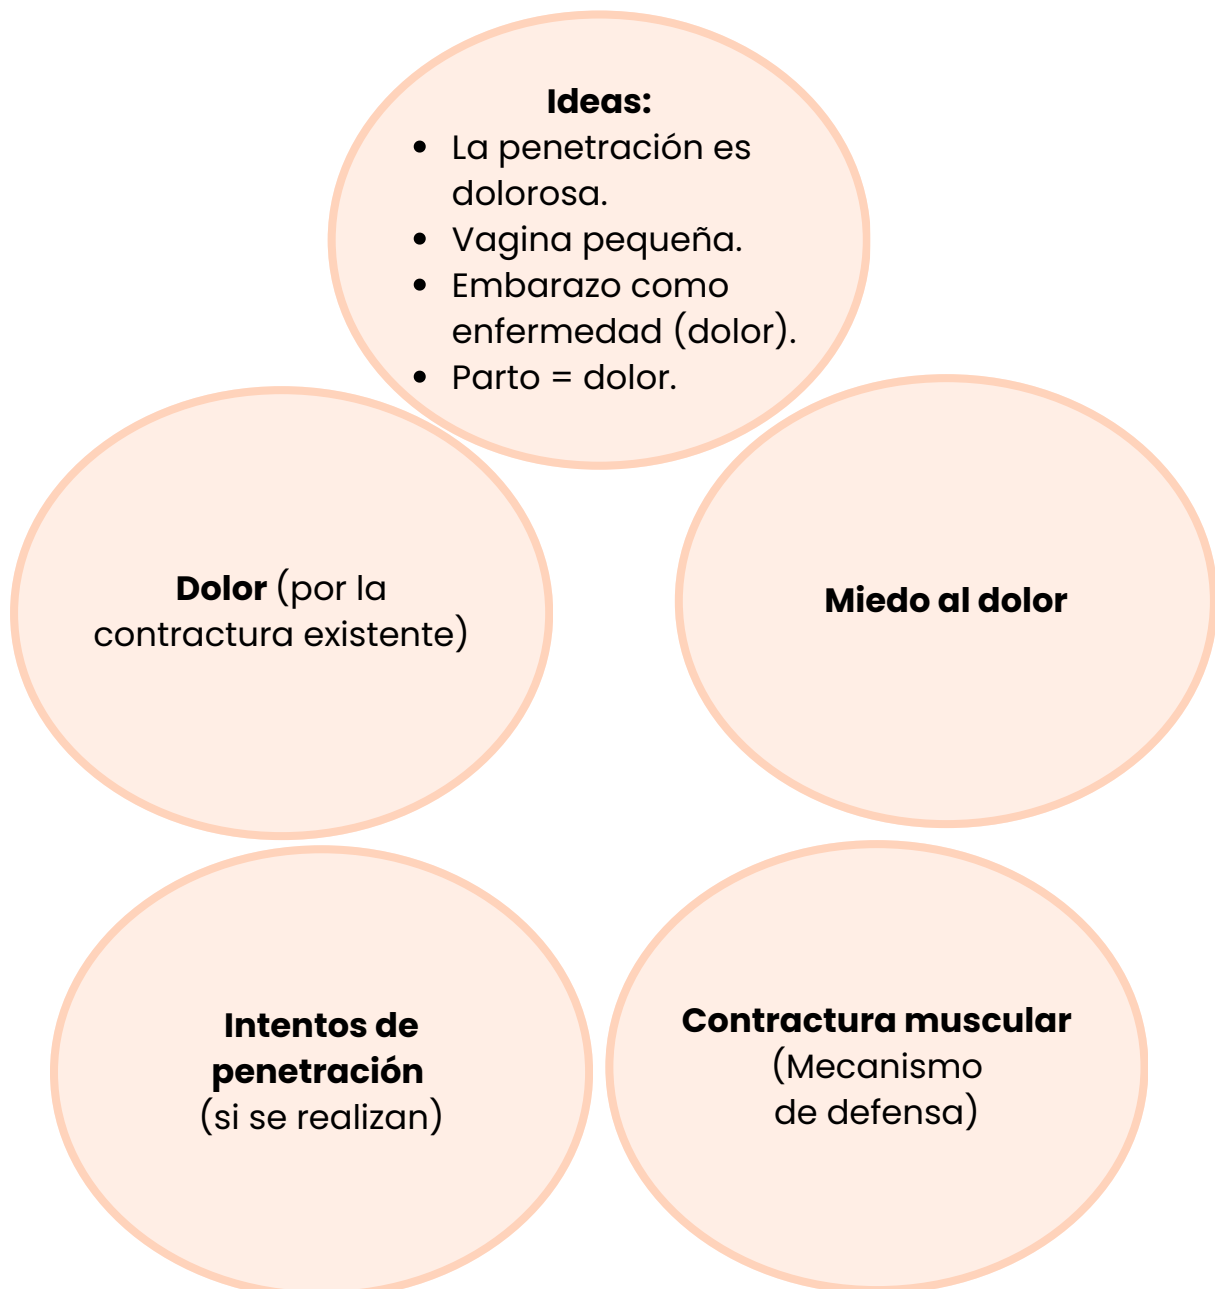 Ideas:
• La penetración es
dolorosa.
• Vagina pequeña.
• Embarazo como
enfermedad (dolor).
• Parto = dolor.
Dolor (por la
contractura existente)
Miedo al dolor
Intentos de
penetración
(si se realizan)
Contractura muscular
(Mecanismo
de defensa)